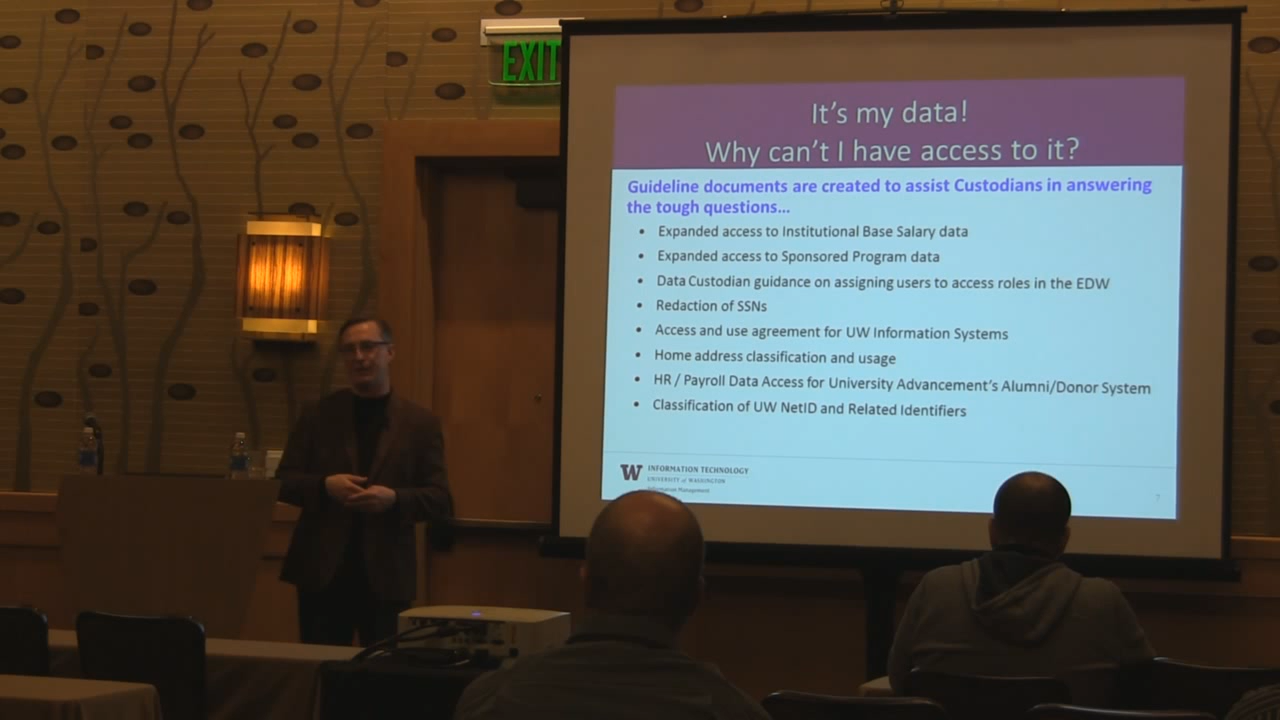 EXIT
It's my data!
Why can't I have access to it?
Guideline documents are created to assist Custodians in answering
the tough questions...
• Expanded access to Institutional Base Salary data
• Expanded access to Sponsored Program data
• Data Custodian guidance on assigning users to access roles in the EDW
• Redaction of SSNs
• Access and use agreement for UW Information Systems
• Home address classification and usage
• HR / Payroll Data Access for University Advancement's Alumni/Donor System
• Classification of UW NetID and Related Identifiers
W INFORMATION TECHNOLOGY
UNIVERSITY of WASHINGTON
Information Management
7